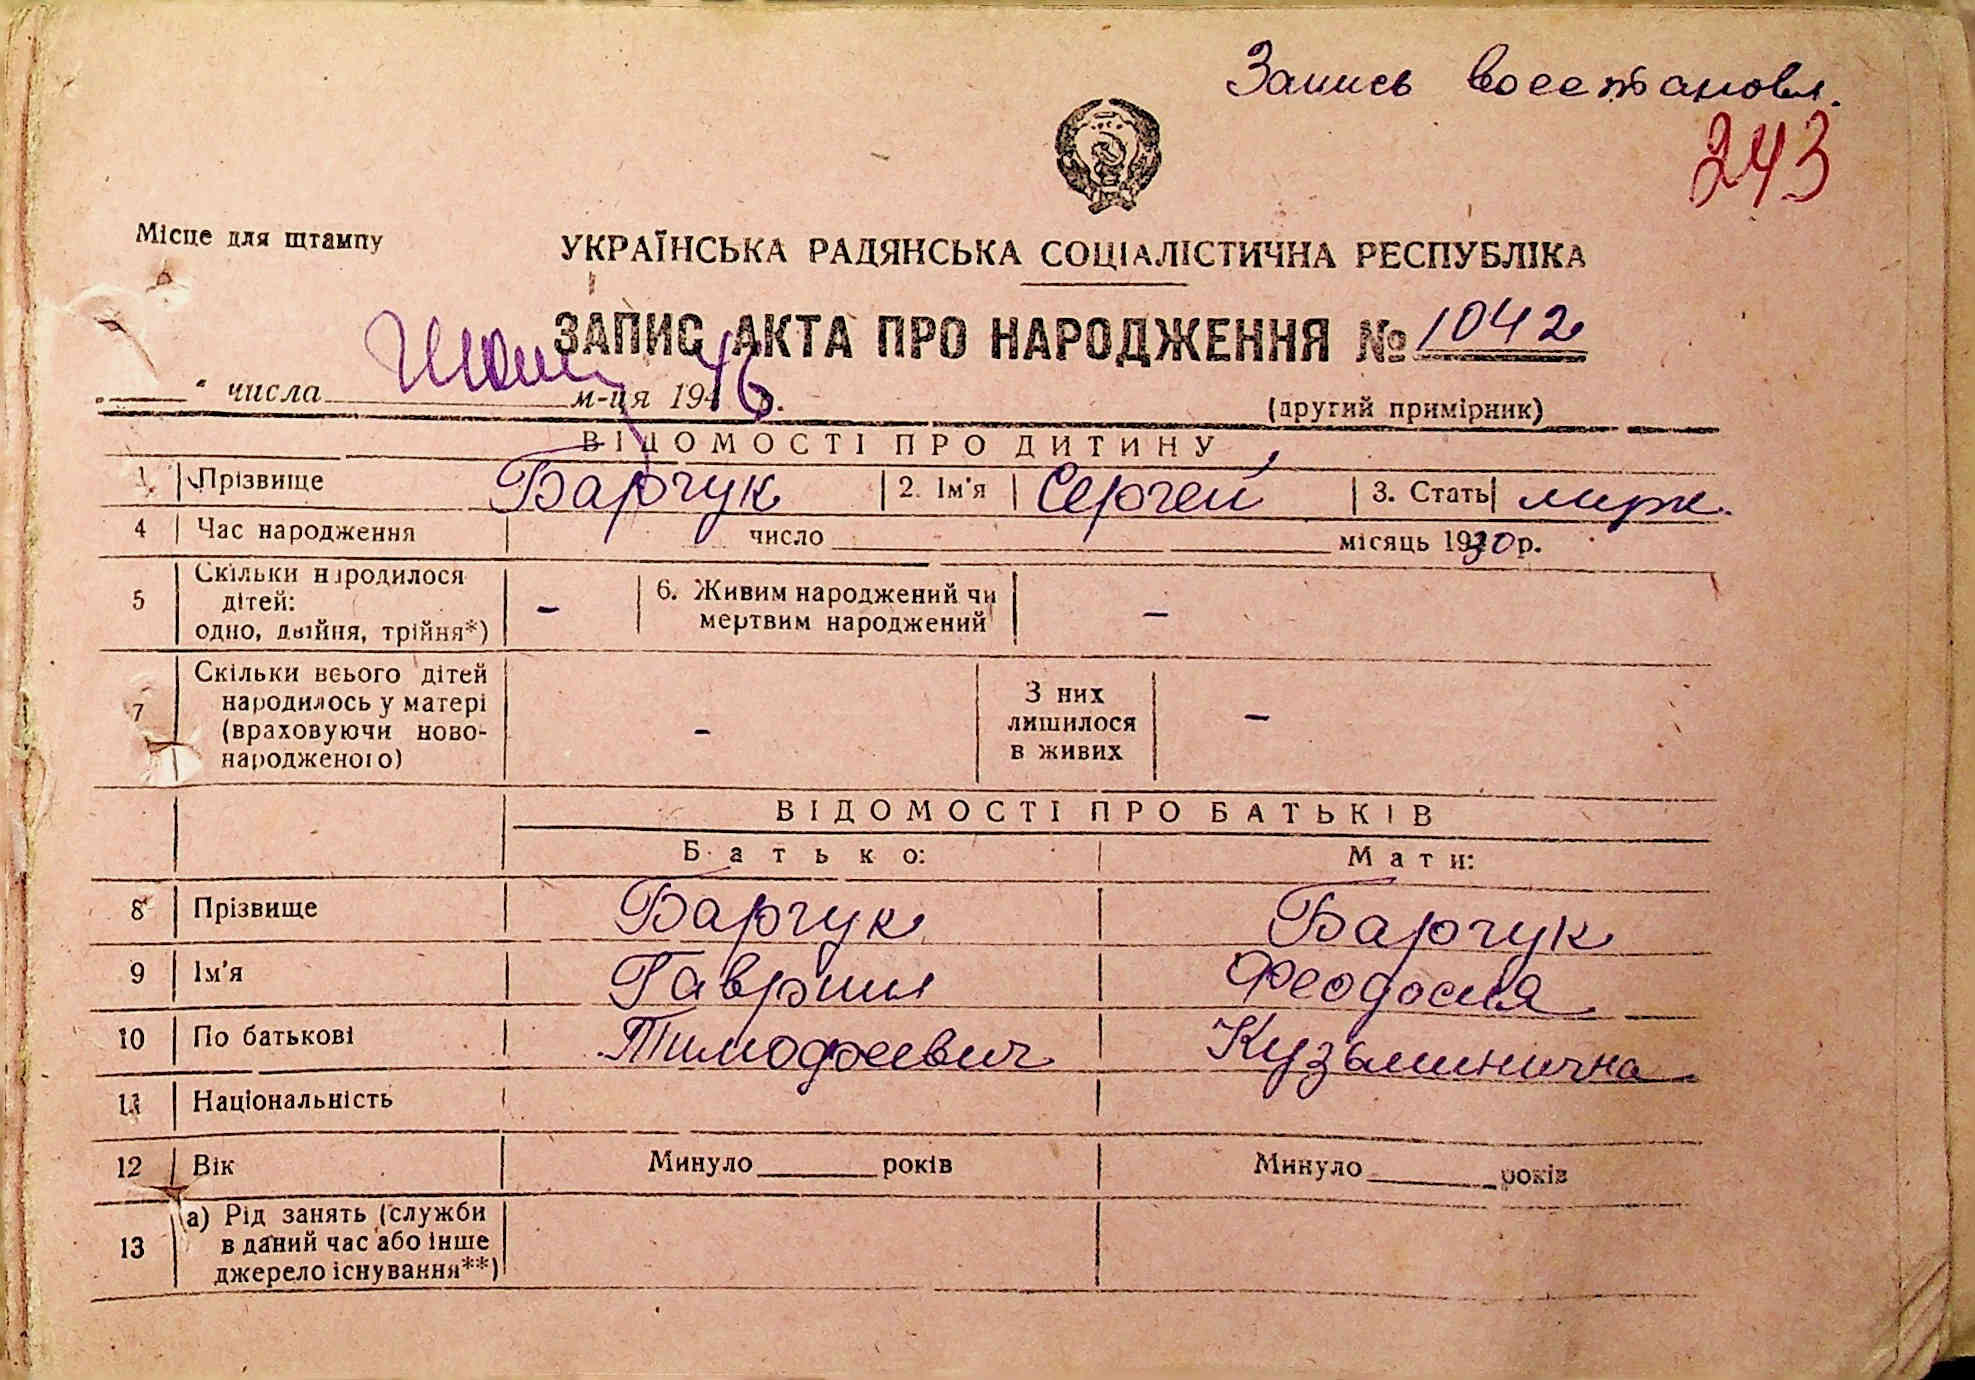 Запись восстановл.
243
Місце для штампу
УКРАЇНСЬКА РАДЯНСЬКА СОЦІАЛІСТИЧНА РЕСПУБЛІКА
ЗАПИС АКТА ПРО НАРОДЖЕННЯ № 1042
числа м-ця 1946 р.
(другий примірник)
ВІДОМОСТІ ПРО ДИТИНУ
1 Прізвище Барчук 2. Ім'я Сергей 3. Стать муж.
4 Час народження число місяць 1930 р.
5 Скільки народилося дітей: одно, двійня, трійня*) - 6. Живим народжений чи мертвим народжений -
7 Скільки всього дітей народилось у матері (враховуючи ново-народженого) - З них лишилося в живих -
ВІДОМОСТІ ПРО БАТЬКІВ
Батько: Мати:
8 Прізвище Барчук Барчук
9 Ім'я Гавриил Феодосия
10 По батькові Тимофеевич Кузьминична
11 Національність
12 Вік Минуло років Минуло років
13 а) Рід занять (служби в даний час або інше джерело існування**)